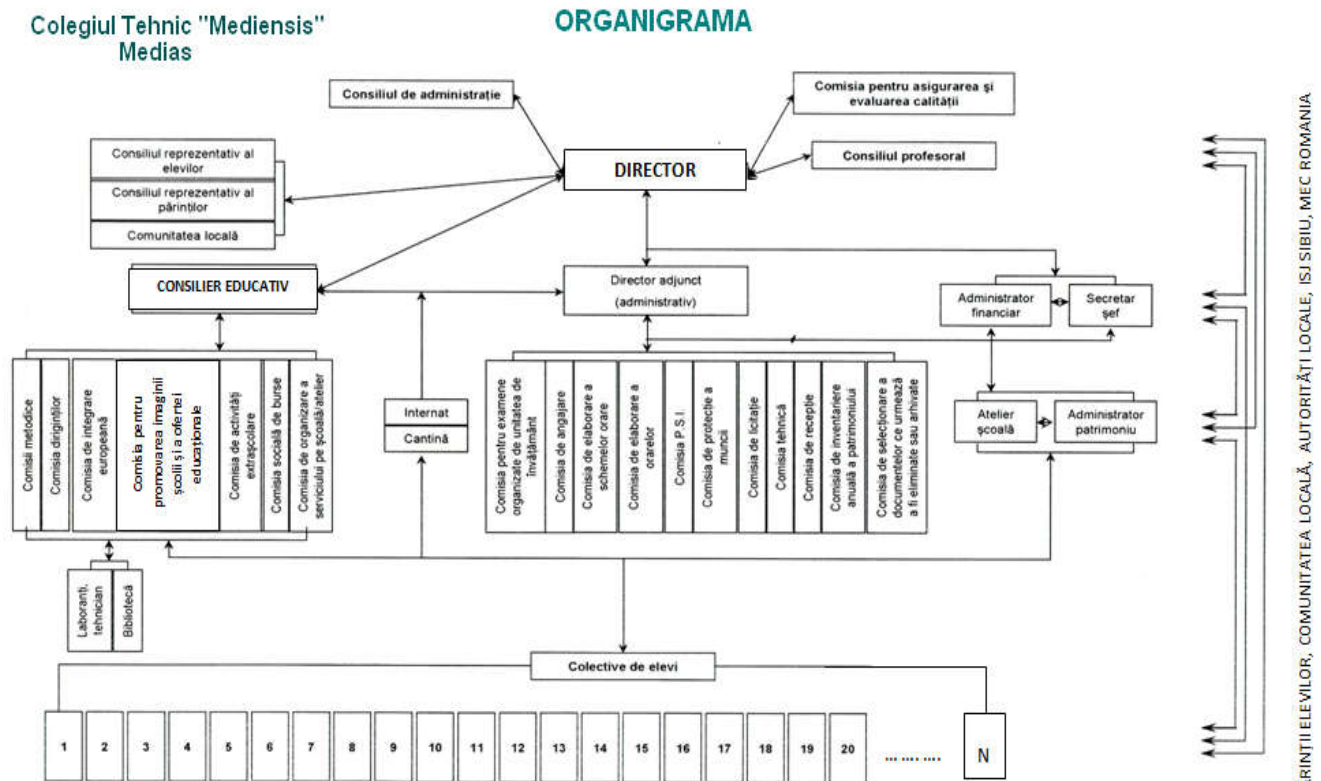 Colegiul Tehnic "Mediensis"
Medias
ORGANIGRAMA
Consiliul de administrație
Comisia pentru asigurarea şi
evaluarea calității
Consiliul profesoral
DIRECTOR
Consiliul reprezentativ al
elevilor
Consiliul reprezentativ al
părinților
Comunitatea locală
CONSILIER EDUCATIV
Director adjunct
(administrativ)
Administrator
financiar
Secretar
şef
Comisii metodice
Comisia diriginților
Comisia de integrare
europeană
Comisia pentru
promovarea imaginii
școlii și a ofertei
educaționale
Comisia de activități
extraşcolare
Comisia socială de burse
Comisia de organizare a
serviciului pe şcoală/atelier
Internat
Cantină
Comisia pentru examene
organizate de unitatea de
învățământ
Comisia de angajare
Comisia de elaborare a
schemelor orare
Comisia de elaborare a
orarelor
Comisia P.S.I.
Comisia de protecție a
muncii
Comisia de licitație
Comisia tehnică
Comisia de recepție
Comisia de inventariere
anuală a patrimoniului
Comisia de selecționare a
documentelor ce urmează
a fi eliminate sau arhivate
Atelier
şcoală
Administrator
patrimoniu
Laboranți,
tehnician
Bibliotecă
Colective de elevi
1 2 3 4 5 6 7 8 9 10 11 12 13 14 15 16 17 18 19 20 ... ... ... N
ARINȚII ELEVILOR, COMUNITATEA LOCALĂ, AUTORITĂȚI LOCALE, ISJ SIBIU, MEC ROMANIA